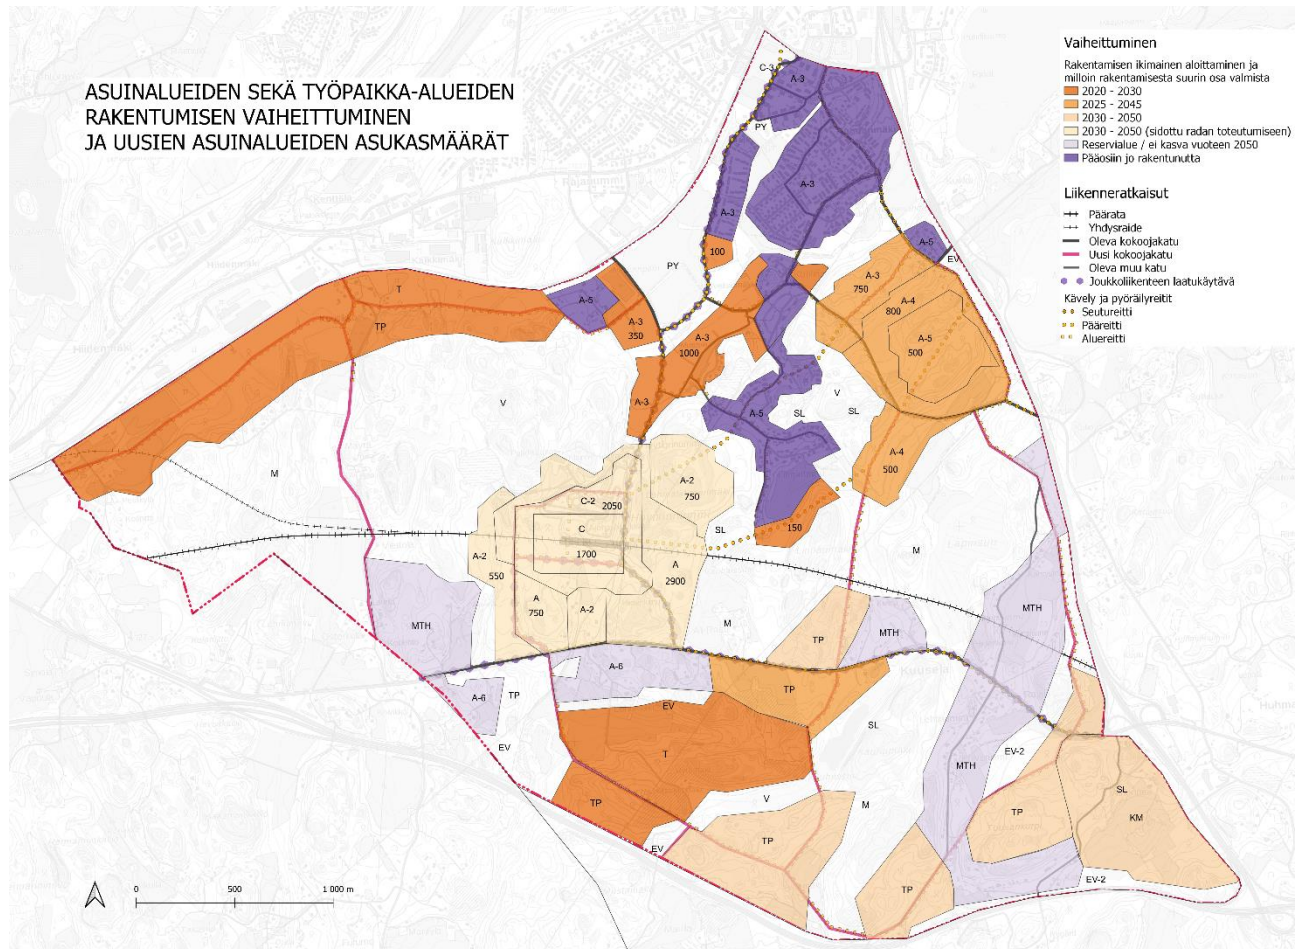 ASUINALUEIDEN SEKÄ TYÖPAIKKA-ALUEIDEN
RAKENTUMISEN VAIHEITTUMINEN
JA UUSIEN ASUINALUEIDEN ASUKASMÄÄRÄT
Vaiheittuminen
Rakentamisen ikimainen aloittaminen ja
milloin rakentamisesta suurin osa valmista
2020 - 2030
2025 - 2045
2030 - 2050
2030 - 2050 (sidottu radan toteutumiseen)
Reservialue / ei kasva vuoteen 2050
Pääosiin jo rakentunutta
Liikenneratkaisut
Päärata
Yhdysraide
Oleva kokoojakatu
Uusi kokoojakatu
Oleva muu katu
Joukkoliikenteen laatukäytävä
Kävely ja pyöräilyreitit
Seutureitti
Pääreitti
Aluereitti
C-3
A-3
PY
A-3
A-3
100
PY
A-5
EV
A-3
750
A-4
800
A-5
500
T
TP
A-5
A-3
350
A-3
1000
A-3
V
V
SL
SL
A-5
A-4
500
M
A-2
750
C-2
2050
SL
150
C
1700
A-2
550
A
2900
M
A
750
A-2
M
MTH
MTH
MTH
TP
Kuuseja
A-6
A-6
TP
TP
EV
EV
SL
T
EV-2
MTH
SL
TP
V
M
TP
TP
KM
EV
TP
EV-2
0
500
1 000 m